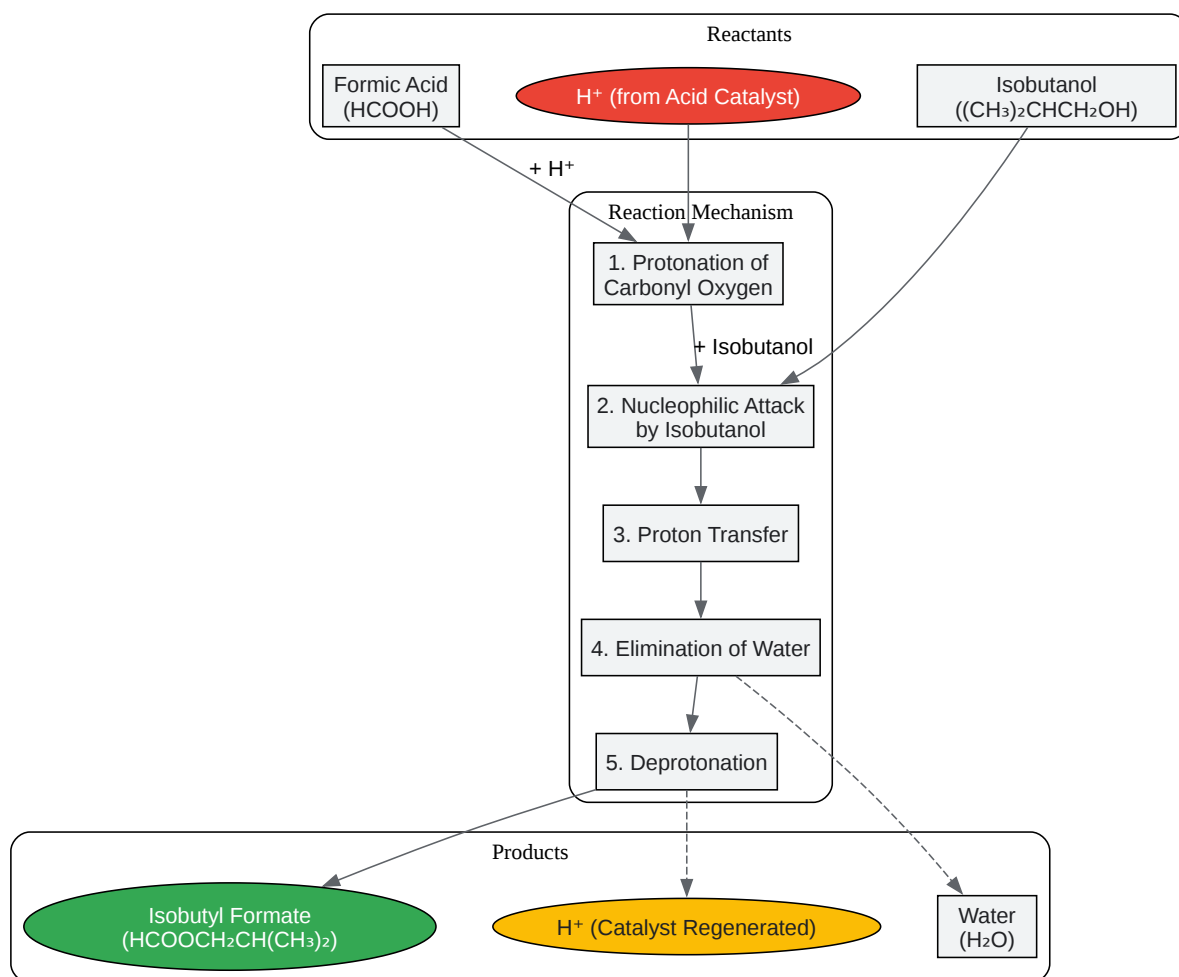 Reactants
Formic Acid
(HCOOH)
H⁺ (from Acid Catalyst)
Isobutanol
((CH₃)₂CHCH₂OH)
+ H⁺
Reaction Mechanism
1. Protonation of
Carbonyl Oxygen
+ Isobutanol
2. Nucleophilic Attack
by Isobutanol
3. Proton Transfer
4. Elimination of Water
5. Deprotonation
Products
Isobutyl Formate
(HCOOCH₂CH(CH₃)₂)
H⁺ (Catalyst Regenerated)
Water
(H₂O)